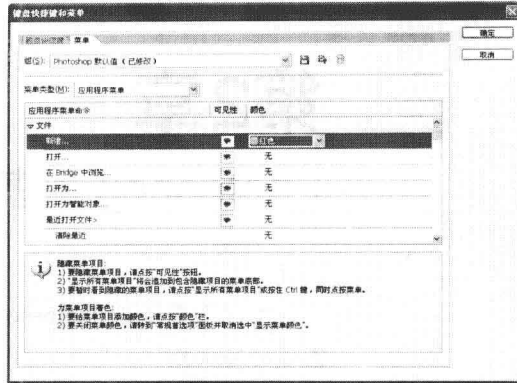 键盘快捷键和菜单
键盘快捷键 菜单
确定
组(S): Photoshop 默认值 (已修改)
取消
菜单类型(M): 应用程序菜单
应用程序菜单命令 可见性 颜色
文件
新建... 红色
打开... 无
在 Bridge 中浏览... 无
打开为... 无
打开为智能对象... 无
最近打开文件> 无
清除最近 无
隐藏菜单项目:
1) 要隐藏菜单项目，请点按"可见性"按钮。
2) "显示所有菜单项目"将会追加到包含隐藏项目的菜单底部。
3) 要暂时看到隐藏的菜单项目，请点按"显示所有菜单项目"或按住 Ctrl 键，同时点按菜单。
为菜单项目着色:
1) 要给菜单项目添加颜色，请点按"颜色"栏。
2) 要关闭菜单颜色，请转到"常规首选项"面板并取消选中"显示菜单颜色"。